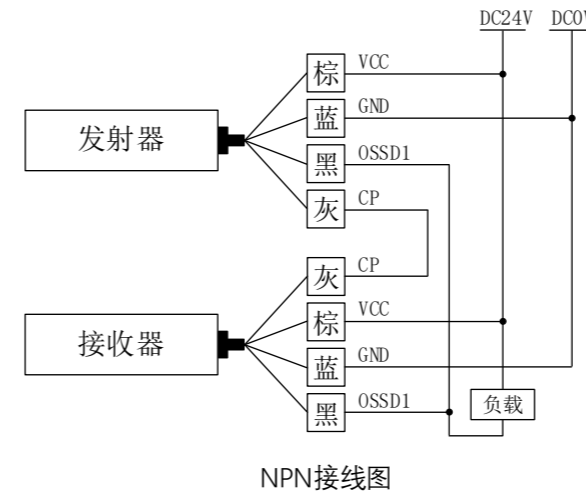 DC24V DC0V
棕 VCC
蓝 GND
发射器
黑 OSSD1
灰 CP
灰 CP
棕 VCC
接收器
蓝 GND
黑 OSSD1
负载
NPN接线图